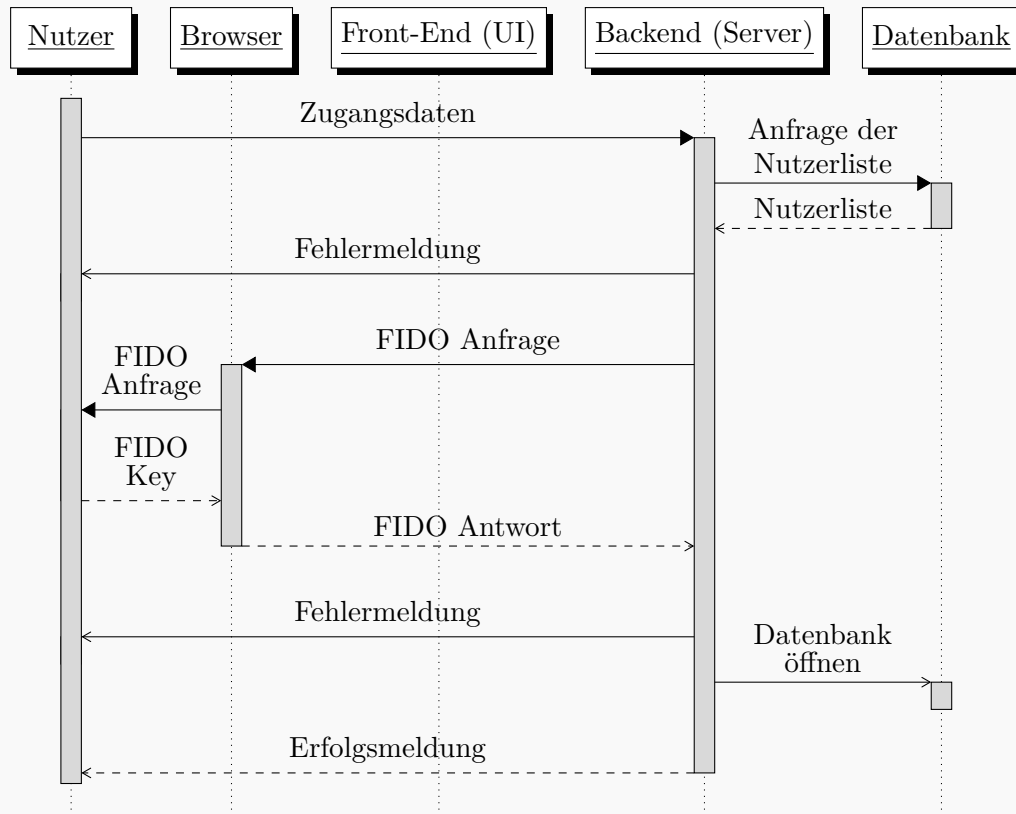 Nutzer
Browser
Front-End (UI)
Backend (Server)
Datenbank
Zugangsdaten
Anfrage der
Nutzerliste
Nutzerliste
Fehlermeldung
FIDO Anfrage
FIDO
Anfrage
FIDO
Key
FIDO Antwort
Fehlermeldung
Datenbank
öffnen
Erfolgsmeldung